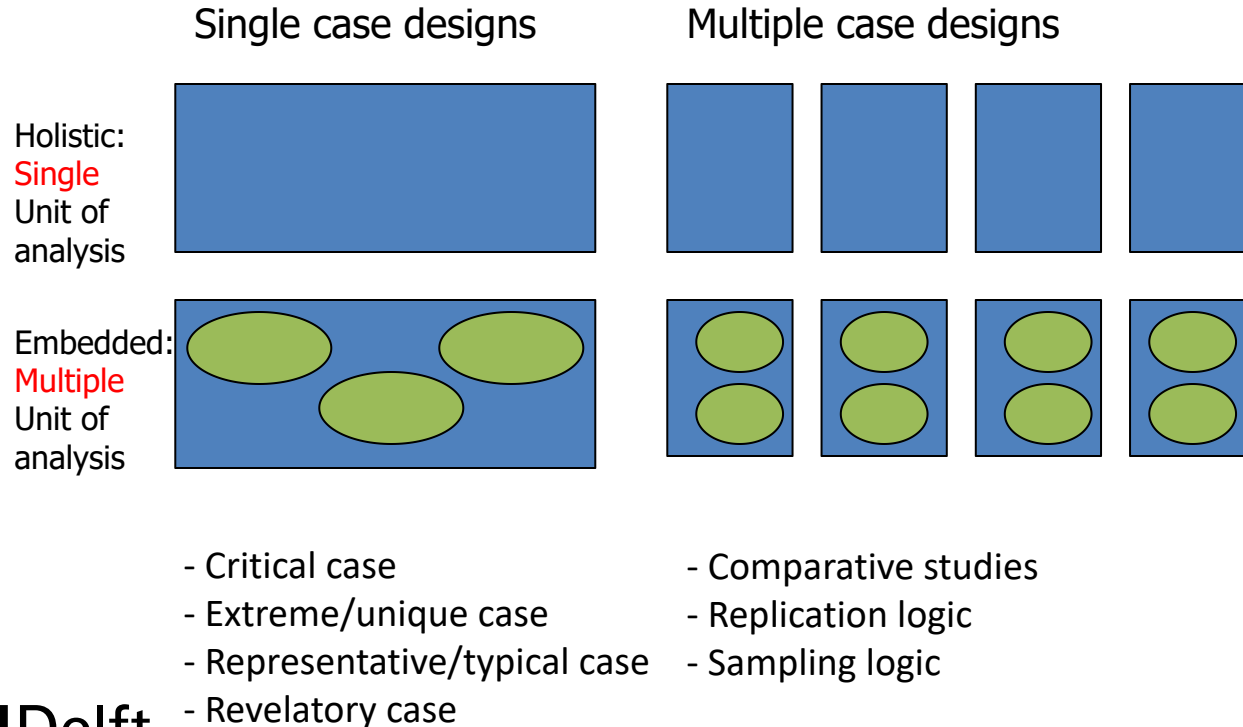 Single case designs
Multiple case designs
Holistic:
Single
Unit of
analysis
Embedded:
Multiple
Unit of
analysis
- Critical case
- Extreme/unique case
- Representative/typical case
- Revelatory case
- Comparative studies
- Replication logic
- Sampling logic
Delft